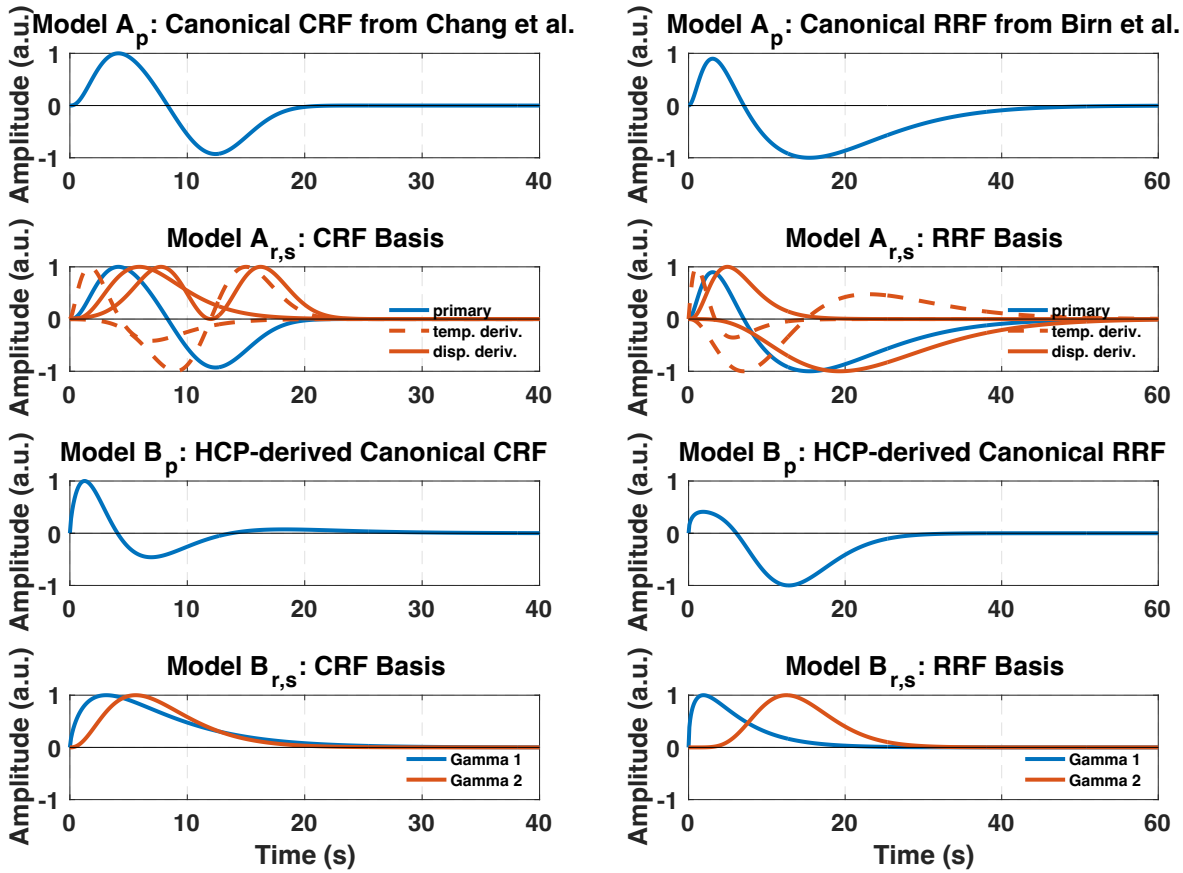 Model A_p: Canonical CRF from Chang et al.
Amplitude (a.u.)
1
0
-1
0 10 20 30 40
Model A_p: Canonical RRF from Birn et al.
Amplitude (a.u.)
1
0
-1
0 20 40 60
Model A_r,s: CRF Basis
Amplitude (a.u.)
1
0
-1
primary
temp. deriv.
disp. deriv.
0 10 20 30 40
Model A_r,s: RRF Basis
Amplitude (a.u.)
1
0
-1
primary
temp. deriv.
disp. deriv.
0 20 40 60
Model B_p: HCP-derived Canonical CRF
Amplitude (a.u.)
1
0
-1
0 10 20 30 40
Model B_p: HCP-derived Canonical RRF
Amplitude (a.u.)
1
0
-1
0 20 40 60
Model B_r,s: CRF Basis
Amplitude (a.u.)
1
0
-1
Gamma 1
Gamma 2
0 10 20 30 40
Time (s)
Model B_r,s: RRF Basis
Amplitude (a.u.)
1
0
-1
Gamma 1
Gamma 2
0 20 40 60
Time (s)